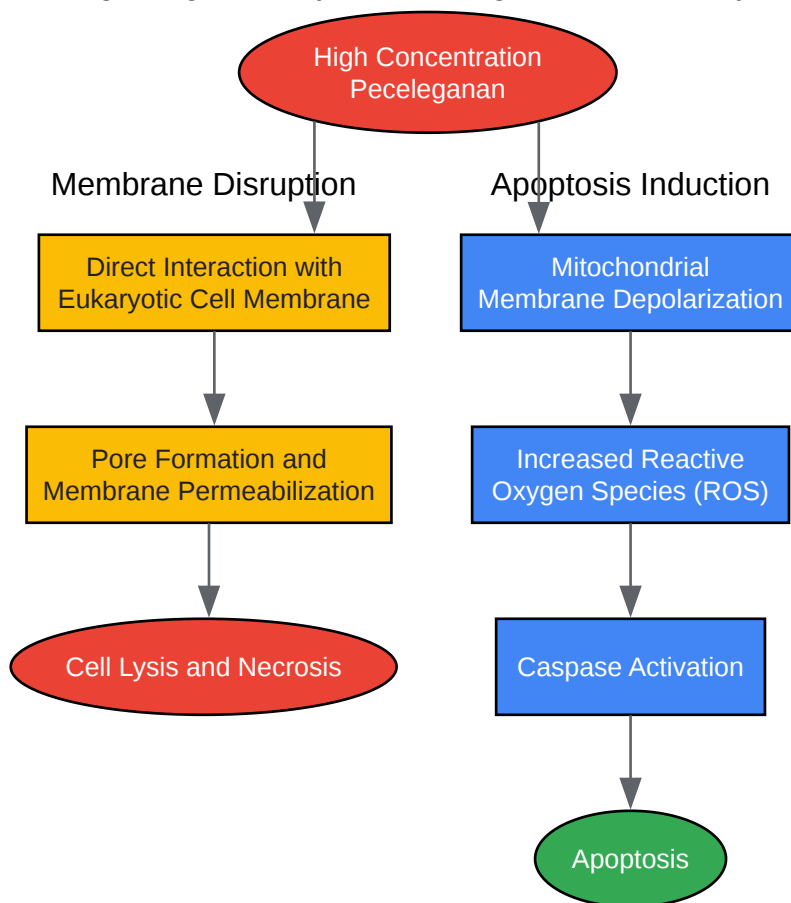 High Concentration
Peceleganan
Membrane Disruption
Apoptosis Induction
Direct Interaction with
Eukaryotic Cell Membrane
Mitochondrial
Membrane Depolarization
Pore Formation and
Membrane Permeabilization
Increased Reactive
Oxygen Species (ROS)
Cell Lysis and Necrosis
Caspase Activation
Apoptosis